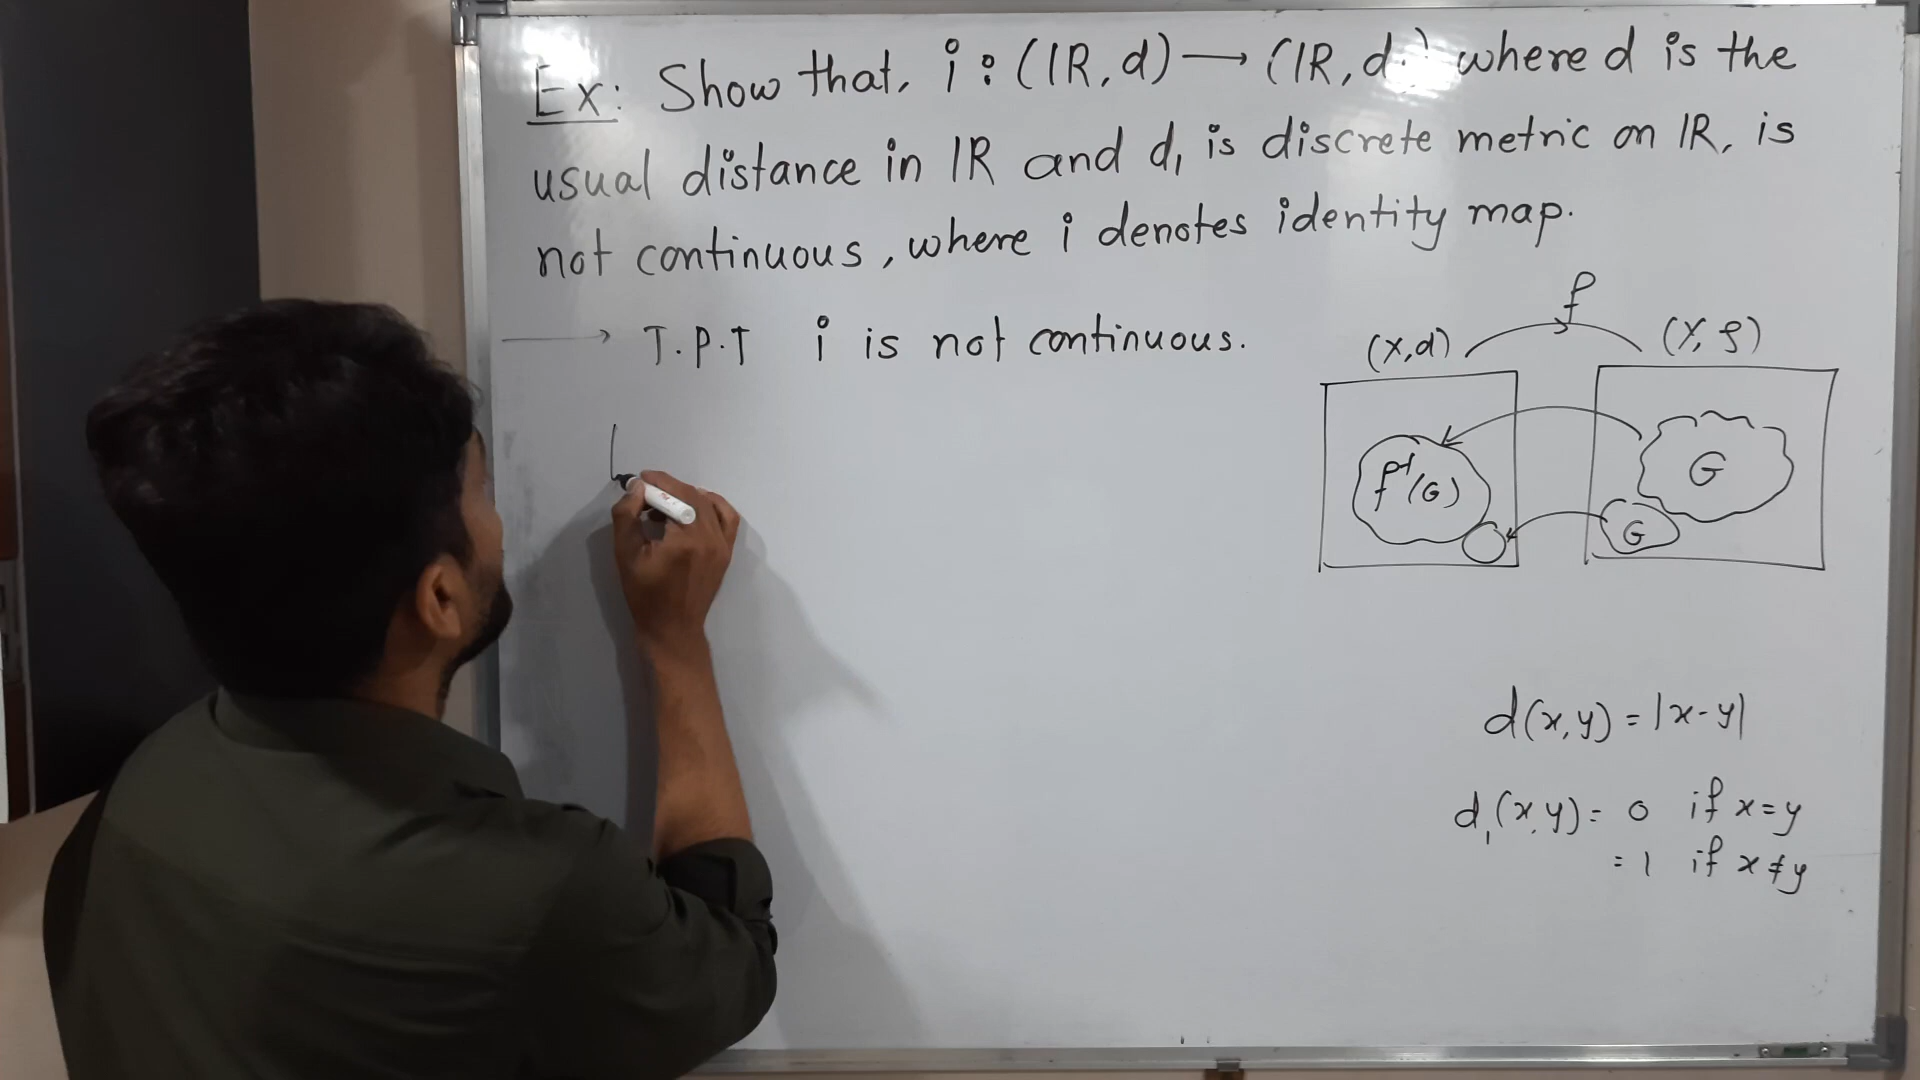 Ex: Show that, i : (IR, d) → (IR, d₁) where d is the
usual distance in IR and d₁ is discrete metric on IR, is
not continuous, where i denotes identity map.
→ T.P.T i is not continuous.
f
(X,d) (Y, ρ)
f⁻¹(G) G
G
d(x,y) = |x-y|
d₁(x,y) = 0 if x=y
= 1 if x≠y